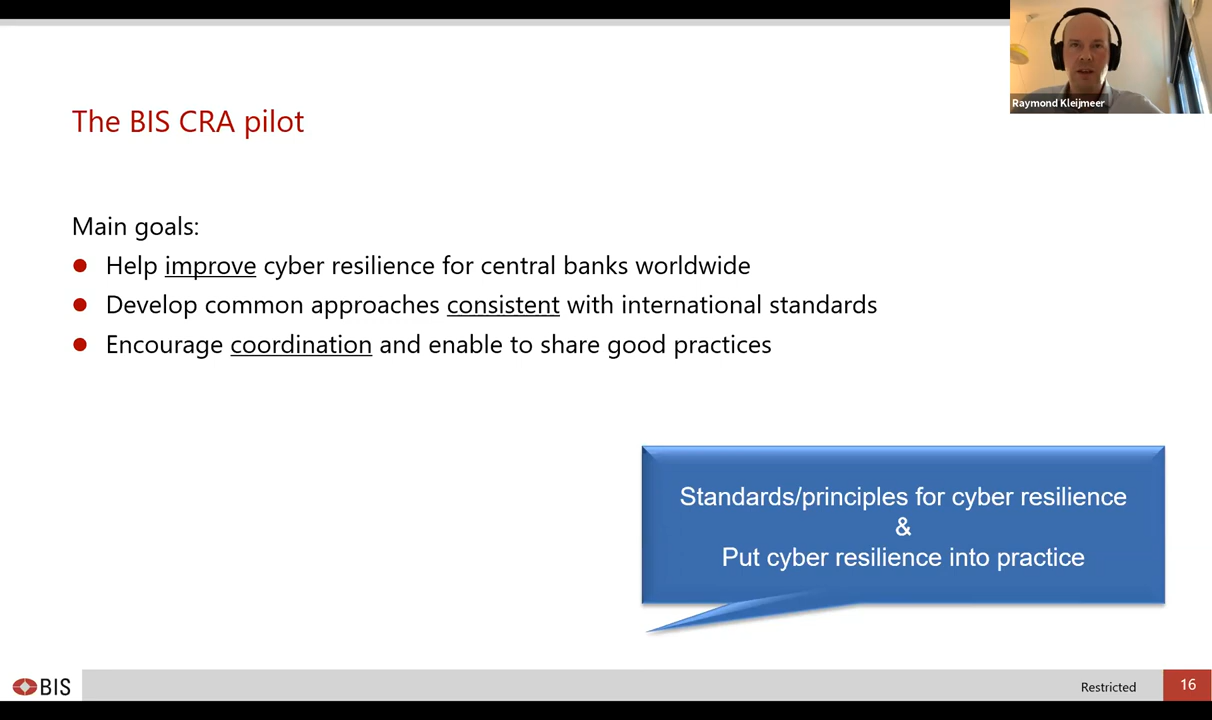 Raymond Kleijmeer
The BIS CRA pilot
Main goals:
Help improve cyber resilience for central banks worldwide
Develop common approaches consistent with international standards
Encourage coordination and enable to share good practices
Standards/principles for cyber resilience
&
Put cyber resilience into practice
BIS
Restricted
16